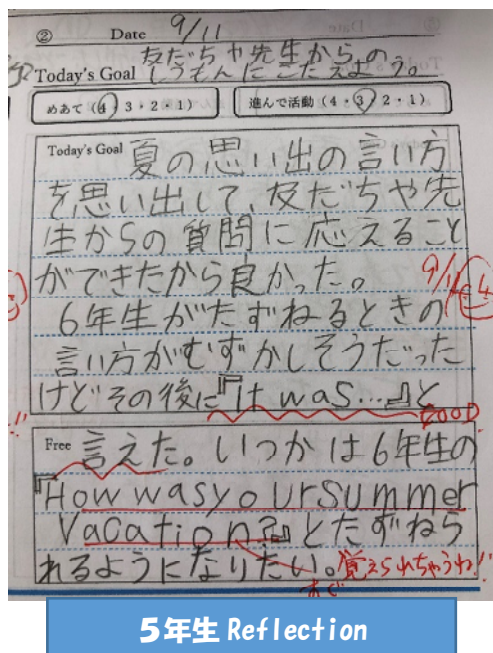 ② Date 9/11
友だちや先生からの
Today's Goal しつもんにこたえよう。
めあて（4・3・2・1） 進んで活動（4・3・2・1）
Today's Goal 夏の思い出の言い方
を思い出して、友だちや先
生からの質問に応えること
ができたから良かった。
9/11
4
6年生がたずねるときの
言い方がむずかしそうだった
けどその後に『It was...』と
GOOD
!!
Free 言えた。いつかは6年生の
『How was your summer
vacation?』とたずねら
れるようになりたい。
覚えられちゃうね!!
5年生 Reflection